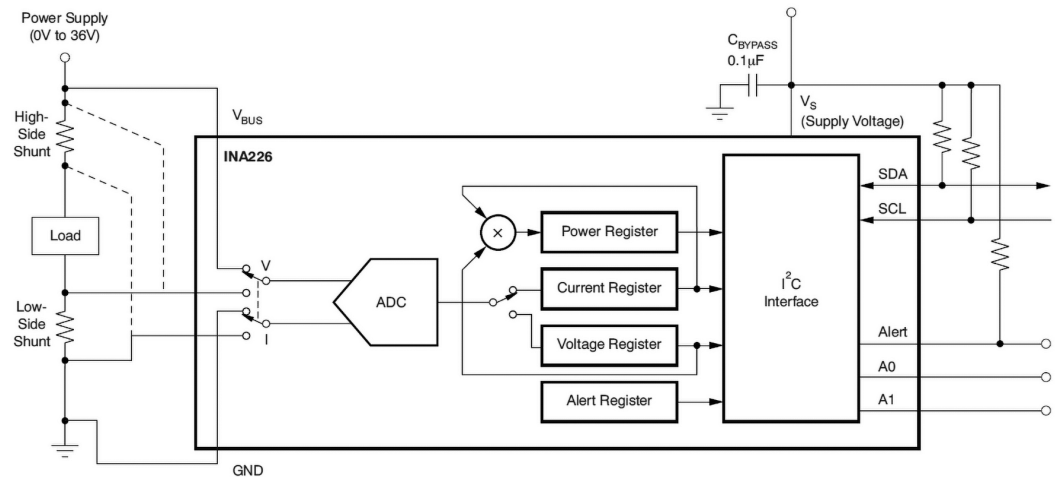 Power Supply
(0V to 36V)
C_BYPASS
0.1µF
High-
Side
Shunt
V_BUS
V_S
(Supply Voltage)
INA226
SDA
SCL
×
Power Register
Load
V
ADC
Current Register
I²C
Interface
Low-
Side
Shunt
I
Voltage Register
Alert
A0
Alert Register
A1
GND